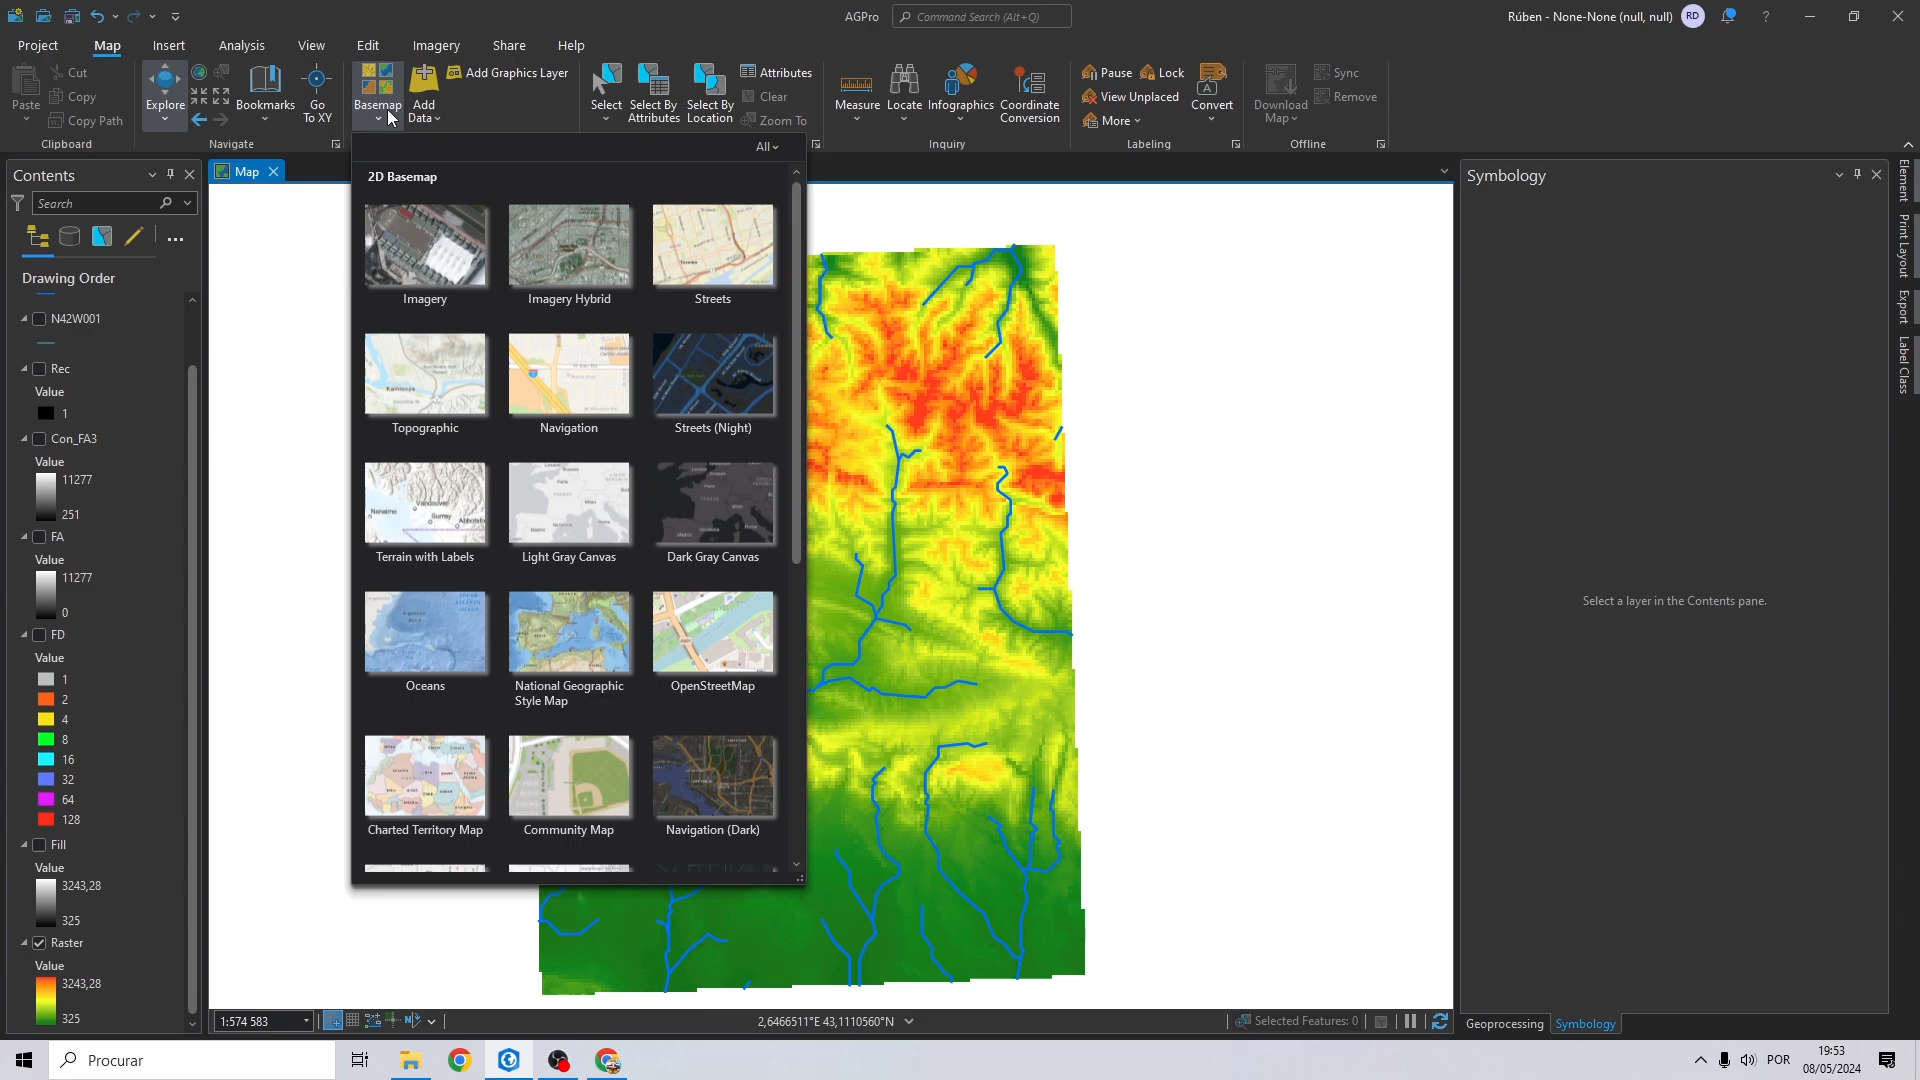 AGPro
Command Search (Alt+Q)
Rúben - None-None (null, null)
RD
?
Project
Map
Insert
Analysis
View
Edit
Imagery
Share
Help
Paste
Cut
Copy
Copy Path
Clipboard
Explore
Bookmarks
Go
To XY
Navigate
Basemap
Add
Data
Add Graphics Layer
Select
Select By
Attributes
Select By
Location
Attributes
Clear
Zoom To
Measure
Locate
Infographics
Coordinate
Conversion
Inquiry
Pause
Lock
View Unplaced
More
Convert
Labeling
Download
Map
Sync
Remove
Offline
Contents
Search
Drawing Order
N42W001
Rec
Value
1
Con_FA3
Value
11277
251
FA
Value
11277
0
FD
Value
1
2
4
8
16
32
64
128
Fill
Value
3243,28
325
Raster
Value
3243,28
325
Map
All
2D Basemap
Imagery
Imagery Hybrid
Streets
Topographic
Navigation
Streets (Night)
Terrain with Labels
Light Gray Canvas
Dark Gray Canvas
Oceans
National Geographic
Style Map
OpenStreetMap
Charted Territory Map
Community Map
Navigation (Dark)
1:574 583
2,6466511°E 43,1110560°N
Selected Features: 0
Symbology
Select a layer in the Contents pane.
Geoprocessing
Symbology
Element
Print Layout
Export
Label Class
Procurar
POR
19:53
08/05/2024